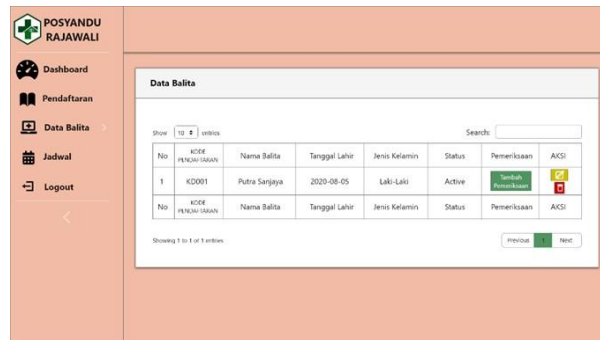 POSYANDU
RAJAWALI
Dashboard
Pendaftaran
Data Balita
Jadwal
Logout
Data Balita
Show 10 entries
Search:
No KODE PENDAFTARAN Nama Balita Tanggal Lahir Jenis Kelamin Status Pemeriksaan AKSI
1 KD001 Putra Sanjaya 2020-08-05 Laki-Laki Active Tambah Pemeriksaan
No KODE PENDAFTARAN Nama Balita Tanggal Lahir Jenis Kelamin Status Pemeriksaan AKSI
Showing 1 to 1 of 1 entries
Previous 1 Next